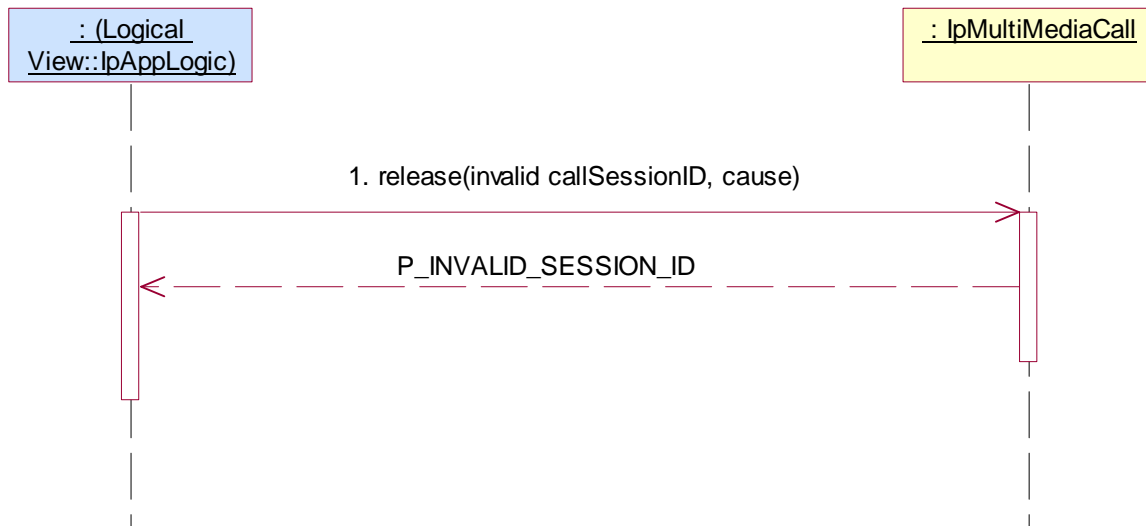 : (Logical
View::IpAppLogic)
: IpMultiMediaCall
1. release(invalid callSessionID, cause)
P_INVALID_SESSION_ID